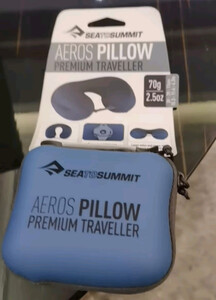 SEA TO SUMMIT
AEROS PILLOW
PREMIUM TRAVELLER
70g
2.5oz
SEA TO SUMMIT
AEROS PILLOW
PREMIUM TRAVELLER